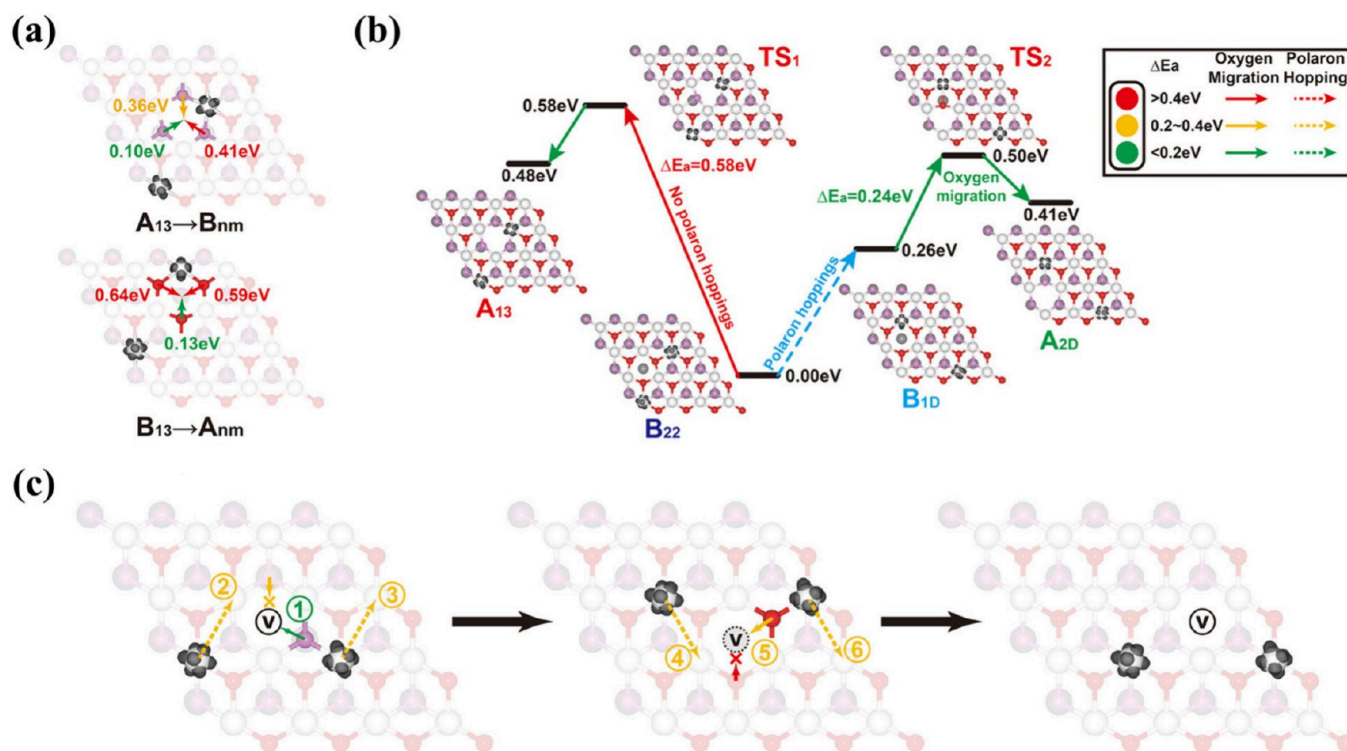 (a)
0.36eV
0.10eV
0.41eV
A13→Bnm
0.64eV
0.59eV
0.13eV
B13→Anm
(b)
TS1
0.58eV
0.48eV
A13
ΔEa=0.58eV
No polaron hoppings
B22
0.00eV
Polaron hoppings
ΔEa=0.24eV
0.26eV
B1D
TS2
0.50eV
Oxygen
migration
0.41eV
A2D
ΔEa Oxygen Migration Polaron Hopping
>0.4eV
0.2~0.4eV
<0.2eV
(c)
2
1
3
V
4
5
6
V
V